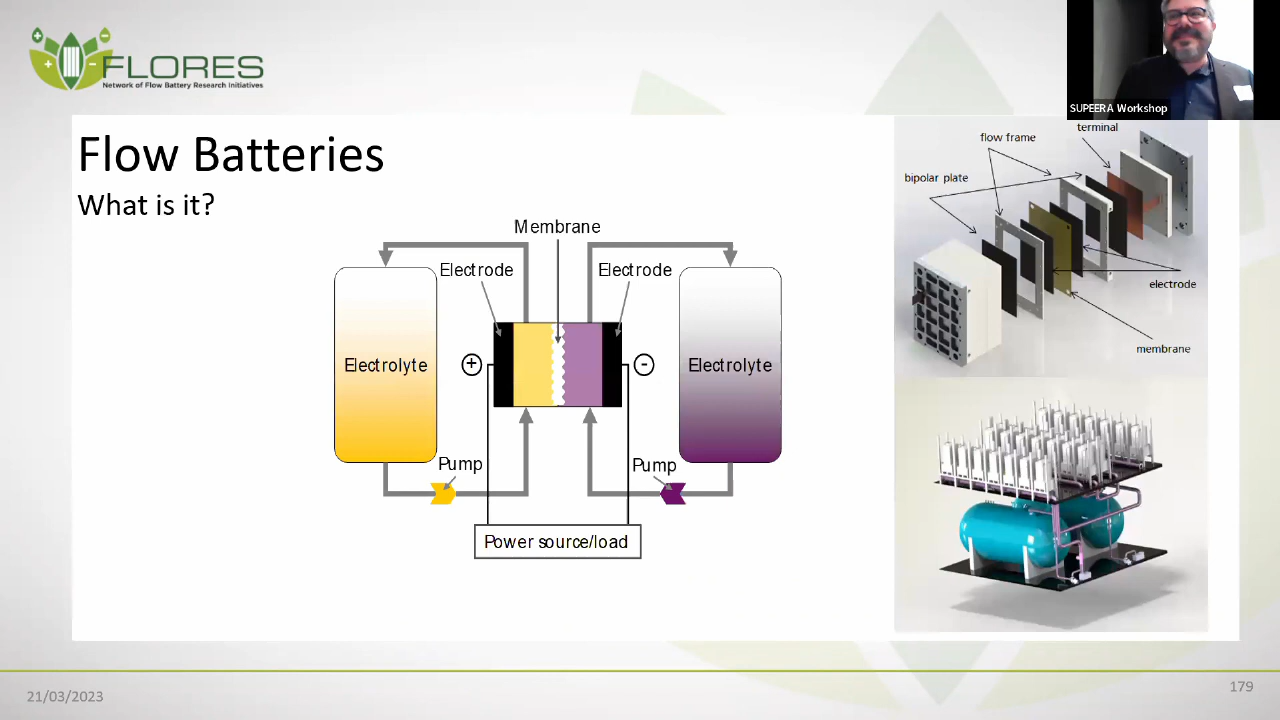 FLORES
Network of Flow Battery Research Initiatives
SUPEERA Workshop
Flow Batteries
What is it?
Membrane
Electrode
Electrode
Electrolyte
+
-
Electrolyte
Pump
Pump
Power source/load
terminal
flow frame
bipolar plate
electrode
membrane
21/03/2023
179